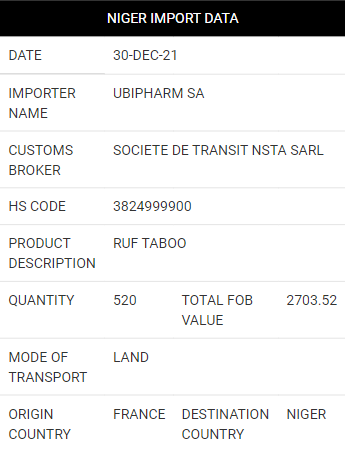 NIGER IMPORT DATA
DATE 30-DEC-21
IMPORTER UBIPHARM SA
NAME
CUSTOMS SOCIETE DE TRANSIT NSTA SARL
BROKER
HS CODE 3824999900
PRODUCT RUF TABOO
DESCRIPTION
QUANTITY 520 TOTAL FOB 2703.52
VALUE
MODE OF LAND
TRANSPORT
ORIGIN FRANCE DESTINATION NIGER
COUNTRY COUNTRY